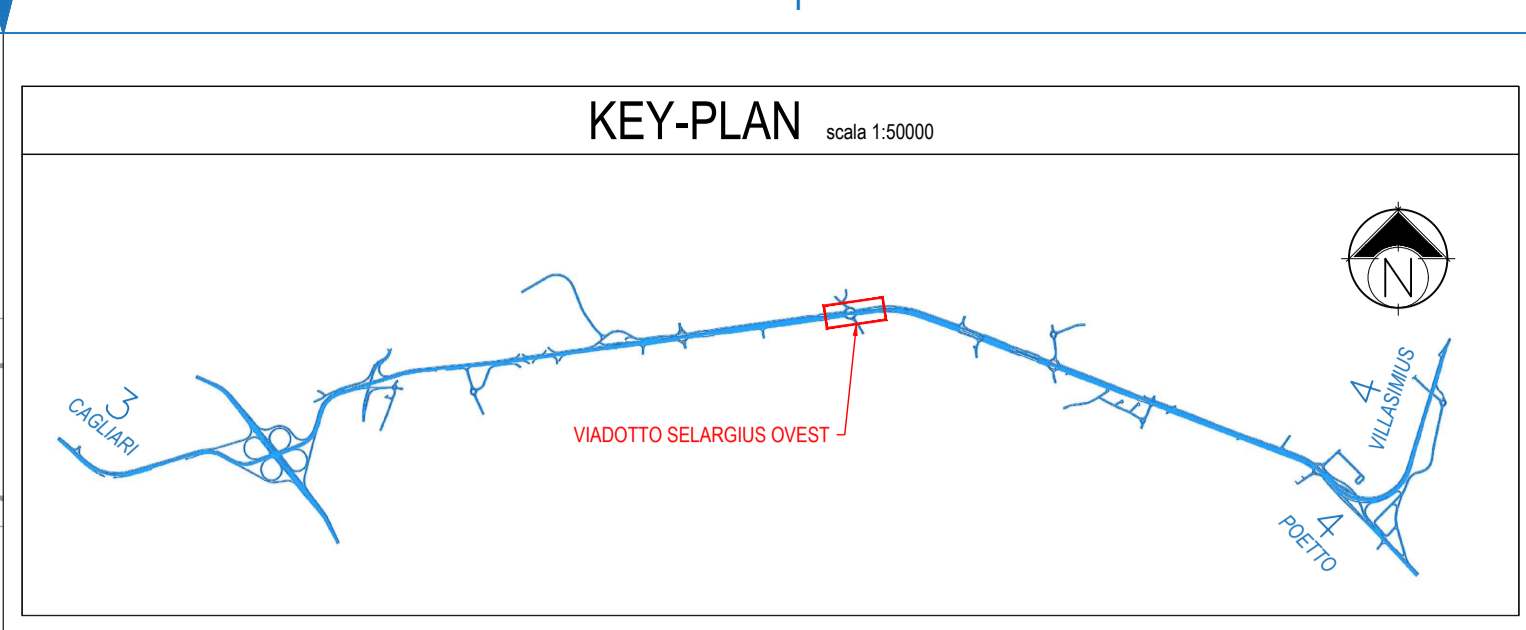 KEY-PLAN scala 1:50000
N
3
CAGLIARI
VIADOTTO SELARGIUS OVEST
4
VILLASIMIUS
4
POETTO